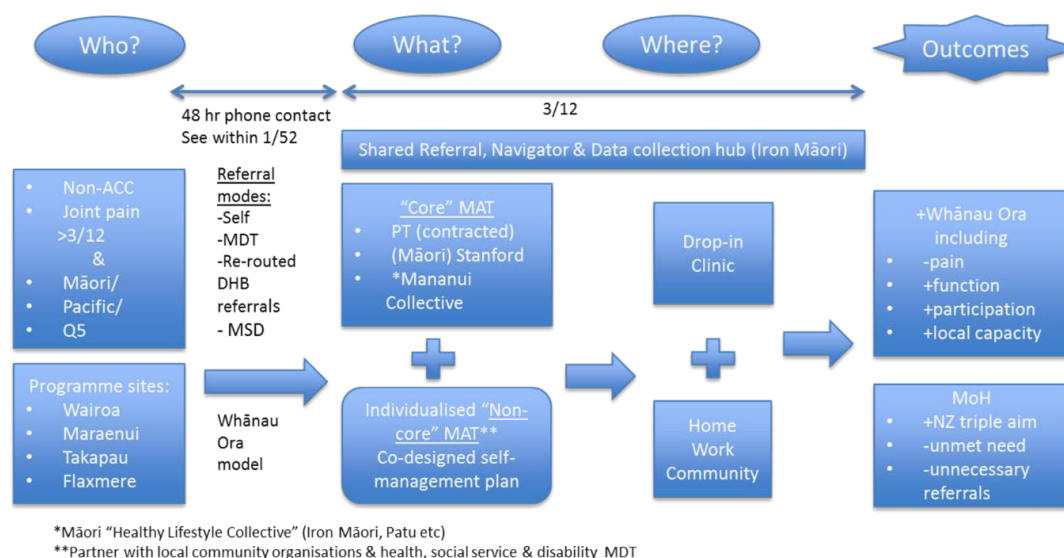 Who?
What?
Where?
Outcomes
48 hr phone contact
See within 1/52
3/12
Shared Referral, Navigator & Data collection hub (Iron Māori)
• Non-ACC
• Joint pain
>3/12
&
• Māori/
• Pacific/
• Q5
Referral
modes:
-Self
-MDT
-Re-routed
DHB
referrals
- MSD
"Core" MAT
• PT (contracted)
• (Māori) Stanford
• *Mananui
Collective
Drop-in
Clinic
+Whānau Ora
including
• -pain
• +function
• +participation
• +local capacity
Programme sites:
• Wairoa
• Maraenui
• Takapau
• Flaxmere
Whānau
Ora
model
Individualised "Non-
core" MAT**
Co-designed self-
management plan
Home
Work
Community
MoH
• +NZ triple aim
• -unmet need
• -unnecessary
referrals
*Māori "Healthy Lifestyle Collective" (Iron Māori, Patu etc)
**Partner with local community organisations & health, social service & disability MDT